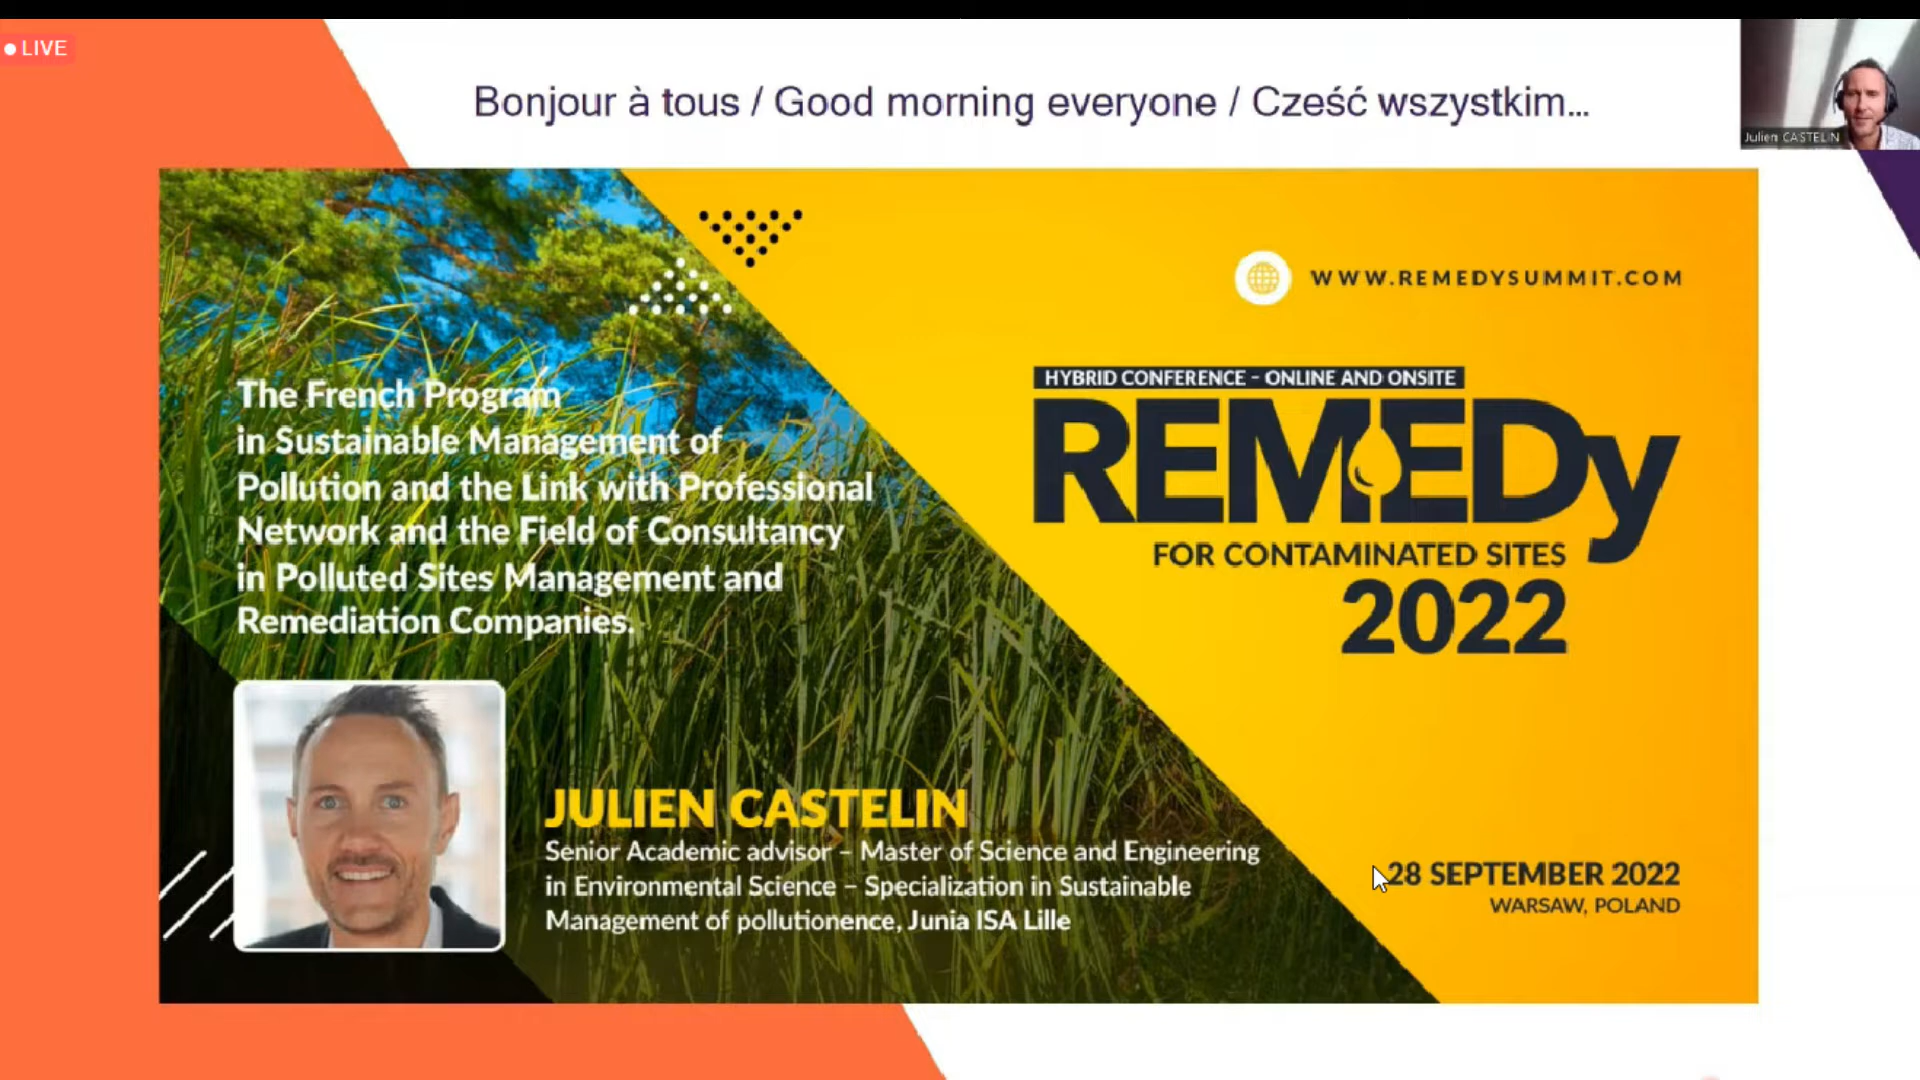 LIVE
Bonjour à tous / Good morning everyone / Cześć wszystkim...
Julien CASTELIN
WWW.REMEDYSUMMIT.COM
HYBRID CONFERENCE - ONLINE AND ONSITE
REMEDy
FOR CONTAMINATED SITES
2022
The French Program
in Sustainable Management of
Pollution and the Link with Professional
Network and the Field of Consultancy
in Polluted Sites Management and
Remediation Companies.
JULIEN CASTELIN
Senior Academic advisor – Master of Science and Engineering
in Environmental Science – Specialization in Sustainable
Management of pollutionence, Junia ISA Lille
28 SEPTEMBER 2022
WARSAW, POLAND